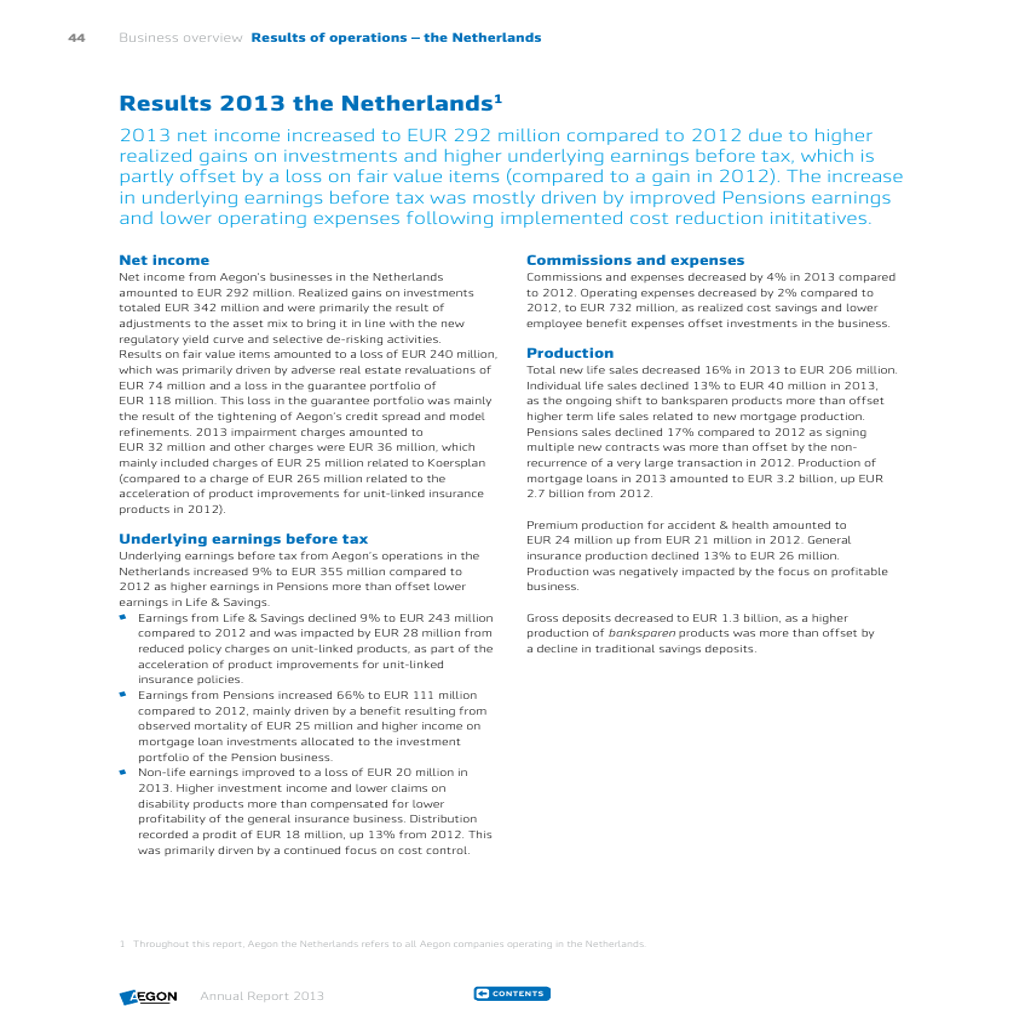 44 Business overview Results of operations – the Netherlands
Results 2013 the Netherlands¹
2013 net income increased to EUR 292 million compared to 2012 due to higher
realized gains on investments and higher underlying earnings before tax, which is
partly offset by a loss on fair value items (compared to a gain in 2012). The increase
in underlying earnings before tax was mostly driven by improved Pensions earnings
and lower operating expenses following implemented cost reduction inititatives.
Net income
Net income from Aegon's businesses in the Netherlands
amounted to EUR 292 million. Realized gains on investments
totaled EUR 342 million and were primarily the result of
adjustments to the asset mix to bring it in line with the new
regulatory yield curve and selective de-risking activities.
Results on fair value items amounted to a loss of EUR 240 million,
which was primarily driven by adverse real estate revaluations of
EUR 74 million and a loss in the guarantee portfolio of
EUR 118 million. This loss in the guarantee portfolio was mainly
the result of the tightening of Aegon's credit spread and model
refinements. 2013 impairment charges amounted to
EUR 32 million and other charges were EUR 36 million, which
mainly included charges of EUR 25 million related to Koersplan
(compared to a charge of EUR 265 million related to the
acceleration of product improvements for unit-linked insurance
products in 2012).
Underlying earnings before tax
Underlying earnings before tax from Aegon's operations in the
Netherlands increased 9% to EUR 355 million compared to
2012 as higher earnings in Pensions more than offset lower
earnings in Life & Savings.
Earnings from Life & Savings declined 9% to EUR 243 million
compared to 2012 and was impacted by EUR 28 million from
reduced policy charges on unit-linked products, as part of the
acceleration of product improvements for unit-linked
insurance policies.
Earnings from Pensions increased 66% to EUR 111 million
compared to 2012, mainly driven by a benefit resulting from
observed mortality of EUR 25 million and higher income on
mortgage loan investments allocated to the investment
portfolio of the Pension business.
Non-life earnings improved to a loss of EUR 20 million in
2013. Higher investment income and lower claims on
disability products more than compensated for lower
profitability of the general insurance business. Distribution
recorded a prodit of EUR 18 million, up 13% from 2012. This
was primarily dirven by a continued focus on cost control.
Commissions and expenses
Commissions and expenses decreased by 4% in 2013 compared
to 2012. Operating expenses decreased by 2% compared to
2012, to EUR 732 million, as realized cost savings and lower
employee benefit expenses offset investments in the business.
Production
Total new life sales decreased 16% in 2013 to EUR 206 million.
Individual life sales declined 13% to EUR 40 million in 2013,
as the ongoing shift to banksparen products more than offset
higher term life sales related to new mortgage production.
Pensions sales declined 17% compared to 2012 as signing
multiple new contracts was more than offset by the non-
recurrence of a very large transaction in 2012. Production of
mortgage loans in 2013 amounted to EUR 3.2 billion, up EUR
2.7 billion from 2012.
Premium production for accident & health amounted to
EUR 24 million up from EUR 21 million in 2012. General
insurance production declined 13% to EUR 26 million.
Production was negatively impacted by the focus on profitable
business.
Gross deposits decreased to EUR 1.3 billion, as a higher
production of banksparen products was more than offset by
a decline in traditional savings deposits.
1 Throughout this report, Aegon the Netherlands refers to all Aegon companies operating in the Netherlands.
AEGON Annual Report 2013 CONTENTS